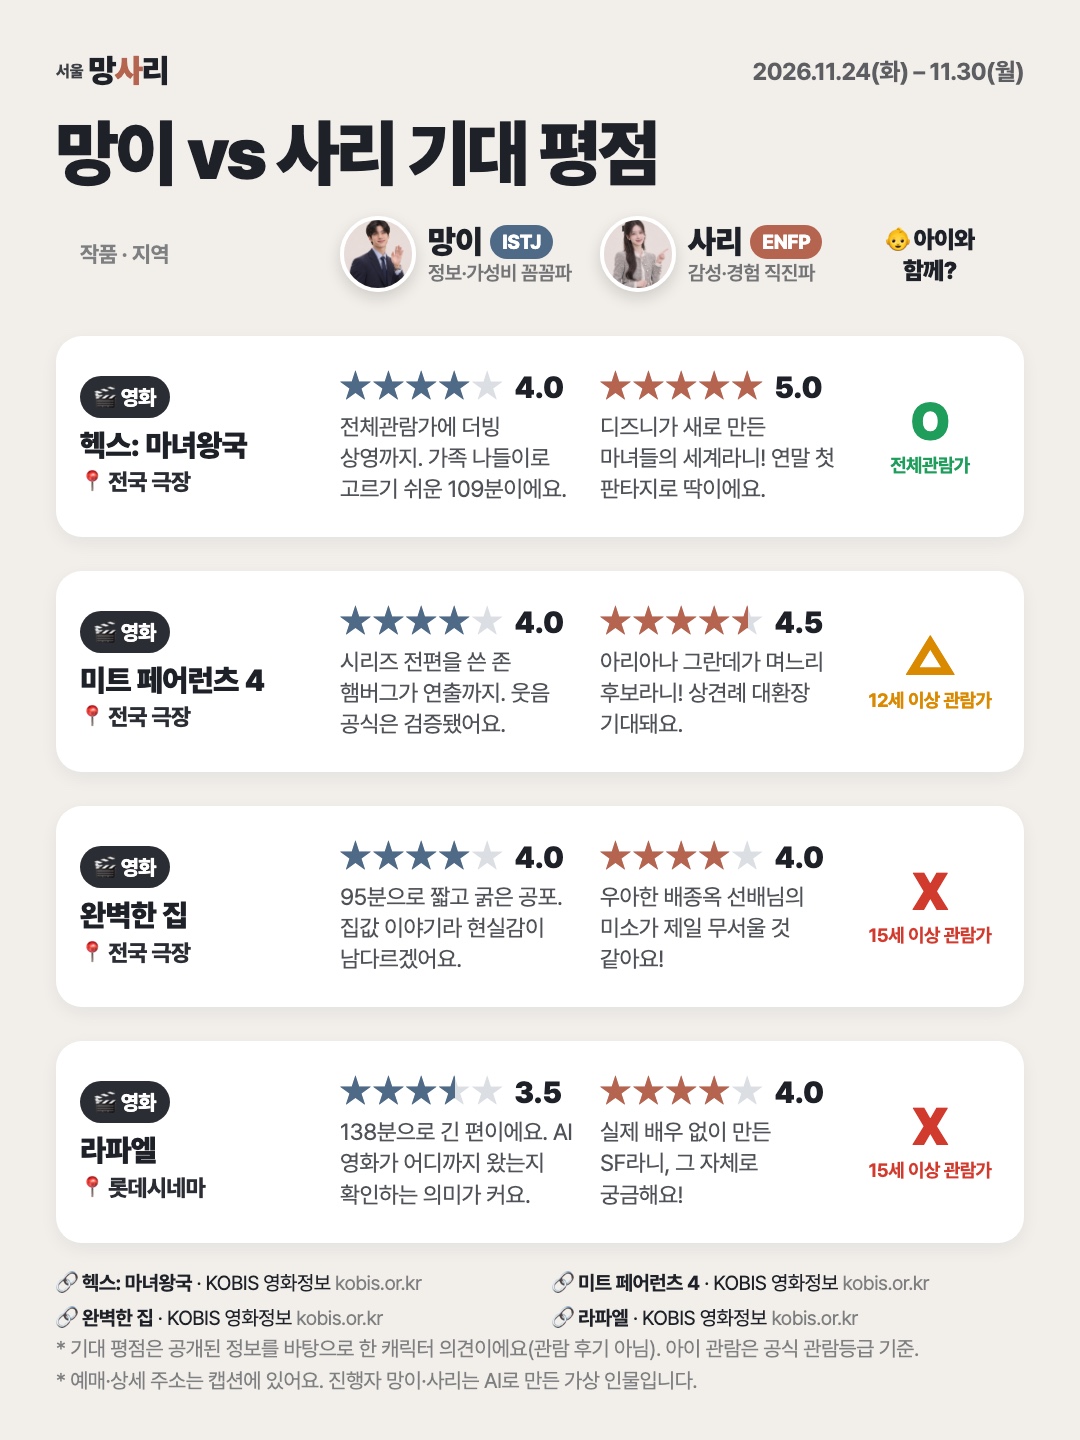 서울 망사리
2026.11.24(화) – 11.30(월)
망이 vs 사리 기대 평점
작품 · 지역
망이 ISTJ
정보·가성비 꼼꼼파
사리 ENFP
감성·경험 직진파
👶아이와
함께?
🎬 영화
헥스: 마녀왕국
📍 전국 극장
★★★★★ 4.0
전체관람가에 더빙
상영까지. 가족 나들이로
고르기 쉬운 109분이에요.
★★★★★ 5.0
디즈니가 새로 만든
마녀들의 세계라니! 연말 첫
판타지로 딱이에요.
O
전체관람가
🎬 영화
미트 페어런츠 4
📍 전국 극장
★★★★★ 4.0
시리즈 전편을 쓴 존
햄버그가 연출까지. 웃음
공식은 검증됐어요.
★★★★★ 4.5
아리아나 그란데가 며느리
후보라니! 상견례 대환장
기대돼요.
△
12세 이상 관람가
🎬 영화
완벽한 집
📍 전국 극장
★★★★★ 4.0
95분으로 짧고 굵은 공포.
집값 이야기라 현실감이
남다르겠어요.
★★★★★ 4.0
우아한 배종옥 선배님의
미소가 제일 무서울 것
같아요!
X
15세 이상 관람가
🎬 영화
라파엘
📍 롯데시네마
★★★★★ 3.5
138분으로 긴 편이에요. AI
영화가 어디까지 왔는지
확인하는 의미가 커요.
★★★★★ 4.0
실제 배우 없이 만든
SF라니, 그 자체로
궁금해요!
X
15세 이상 관람가
🔗 헥스: 마녀왕국 · KOBIS 영화정보 kobis.or.kr
🔗 미트 페어런츠 4 · KOBIS 영화정보 kobis.or.kr
🔗 완벽한 집 · KOBIS 영화정보 kobis.or.kr
🔗 라파엘 · KOBIS 영화정보 kobis.or.kr
* 기대 평점은 공개된 정보를 바탕으로 한 캐릭터 의견이에요(관람 후기 아님). 아이 관람은 공식 관람등급 기준.
* 예매·상세 주소는 캡션에 있어요. 진행자 망이·사리는 AI로 만든 가상 인물입니다.